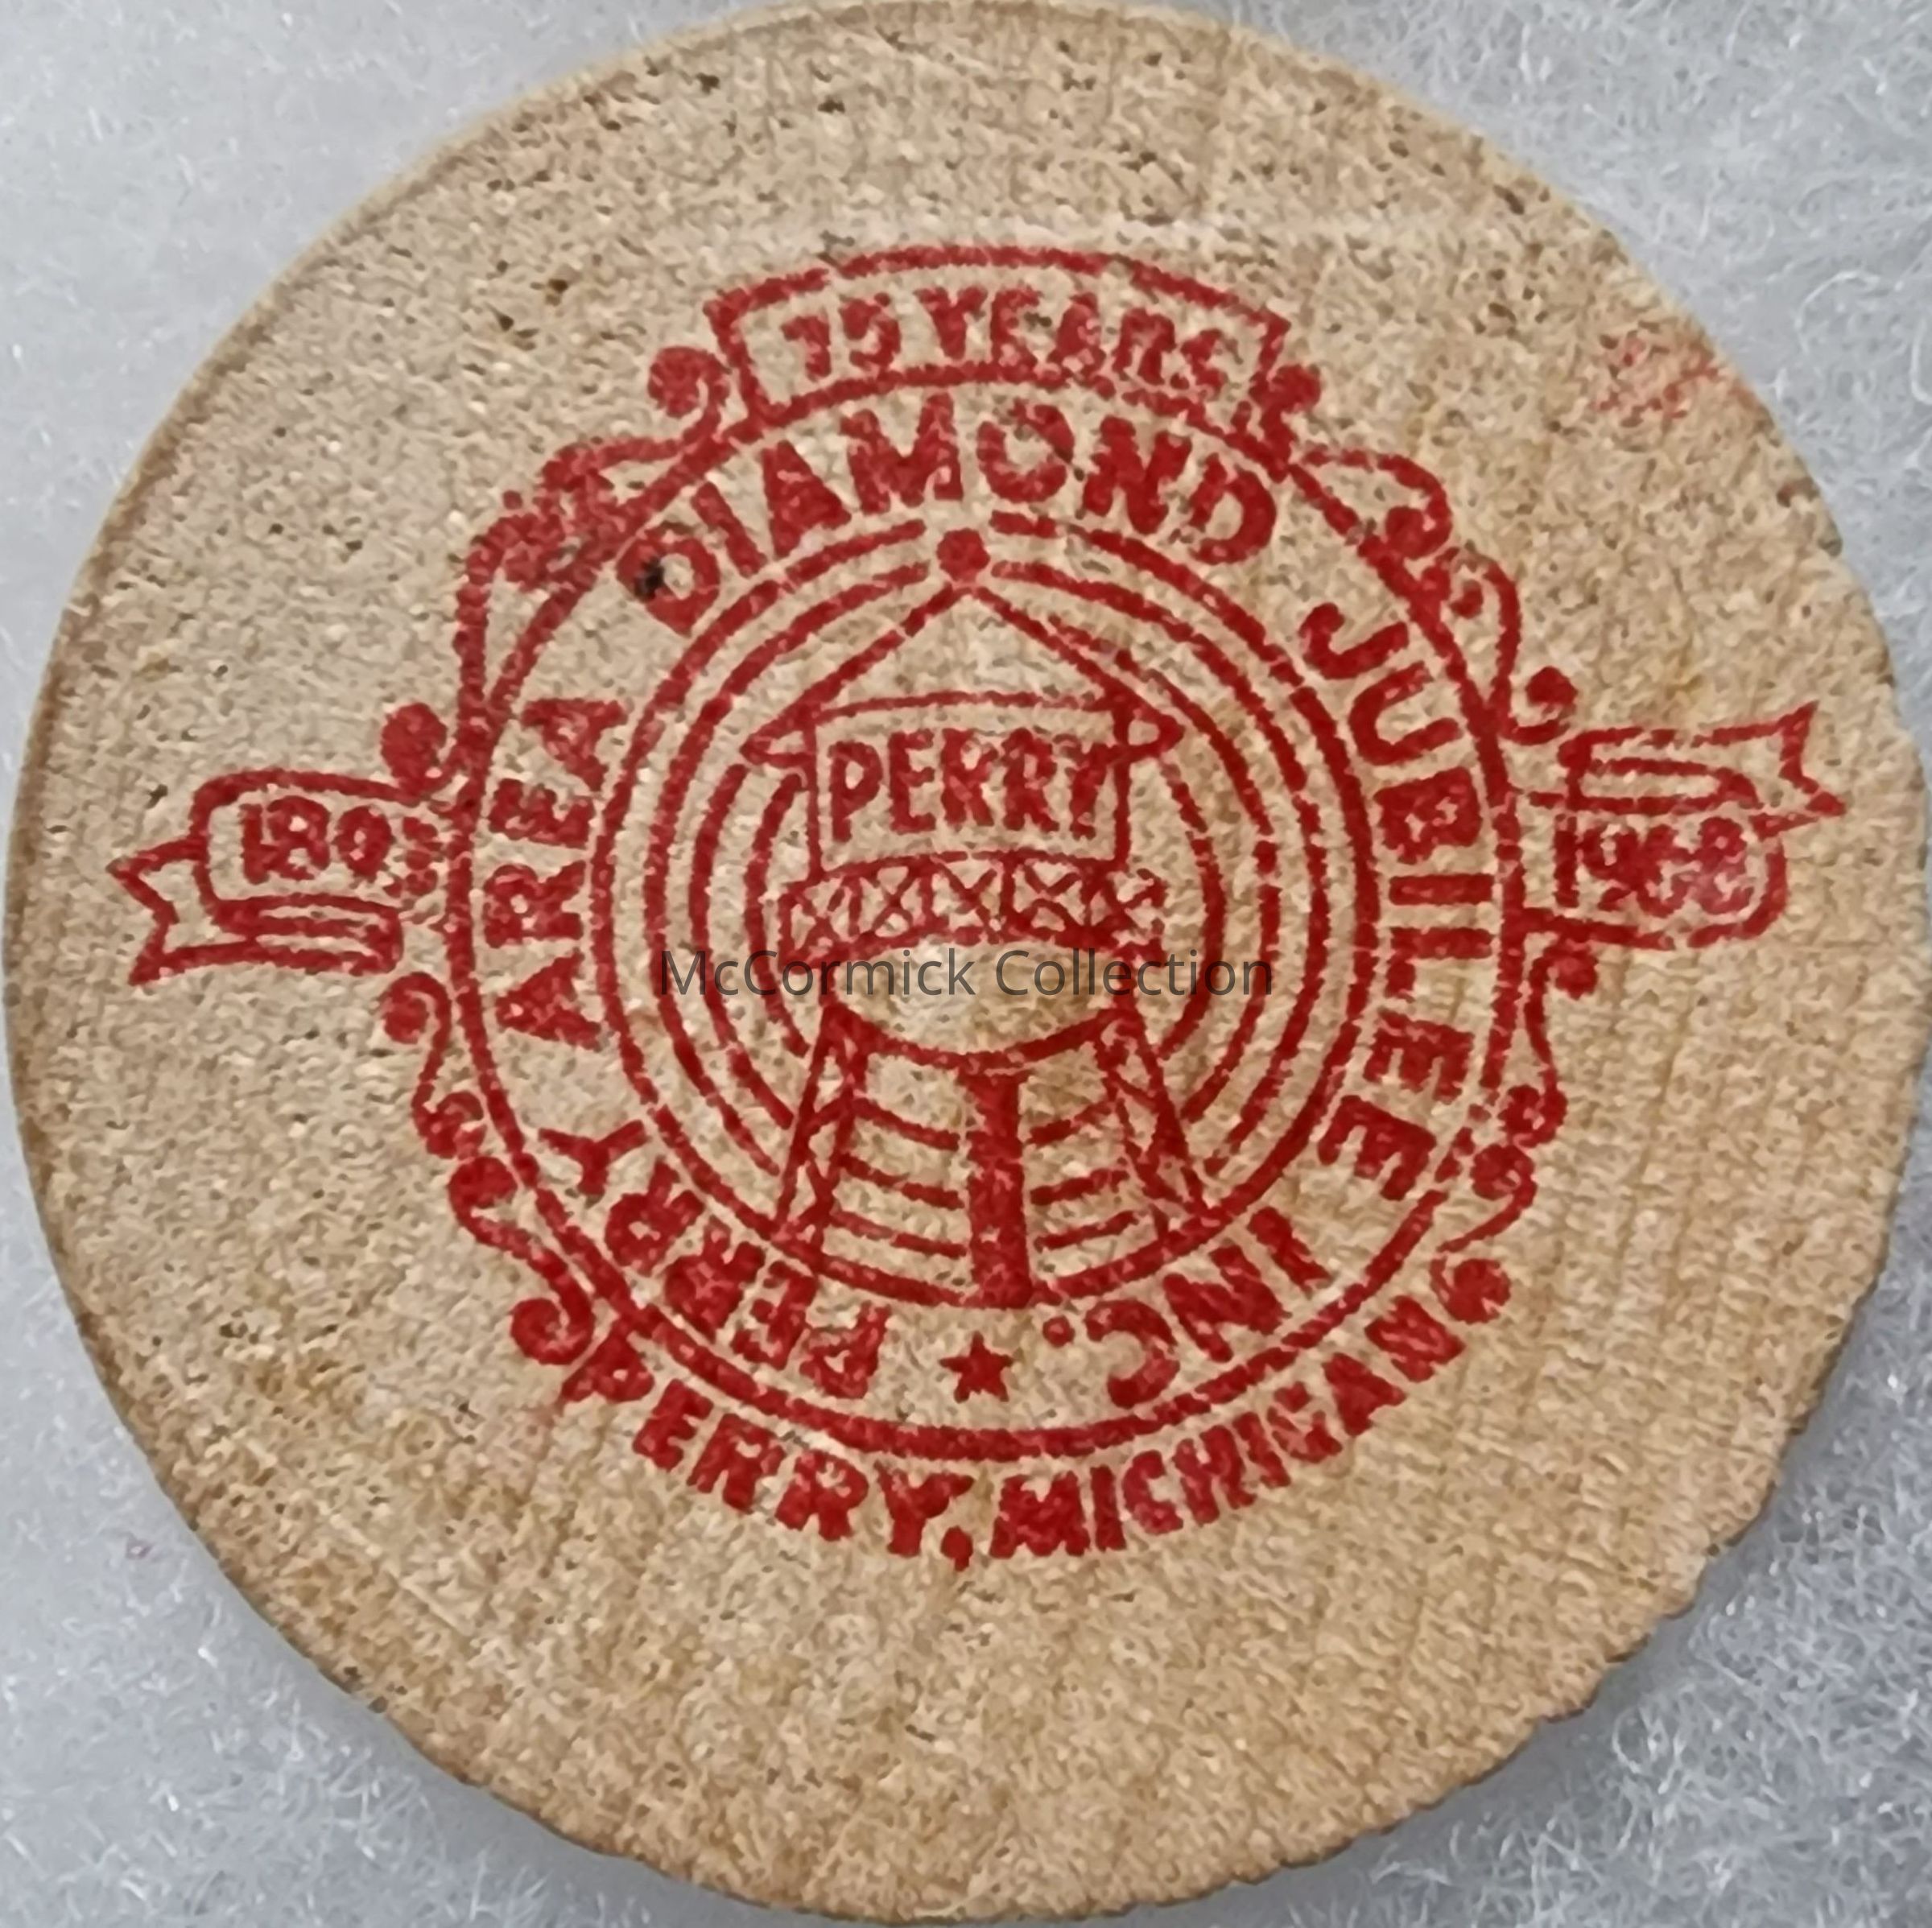 75 YEARS
PERRY AREA DIAMOND JUBILEE INC.
PERRY
1968
PERRY, MICHIGAN
McCormick Collection